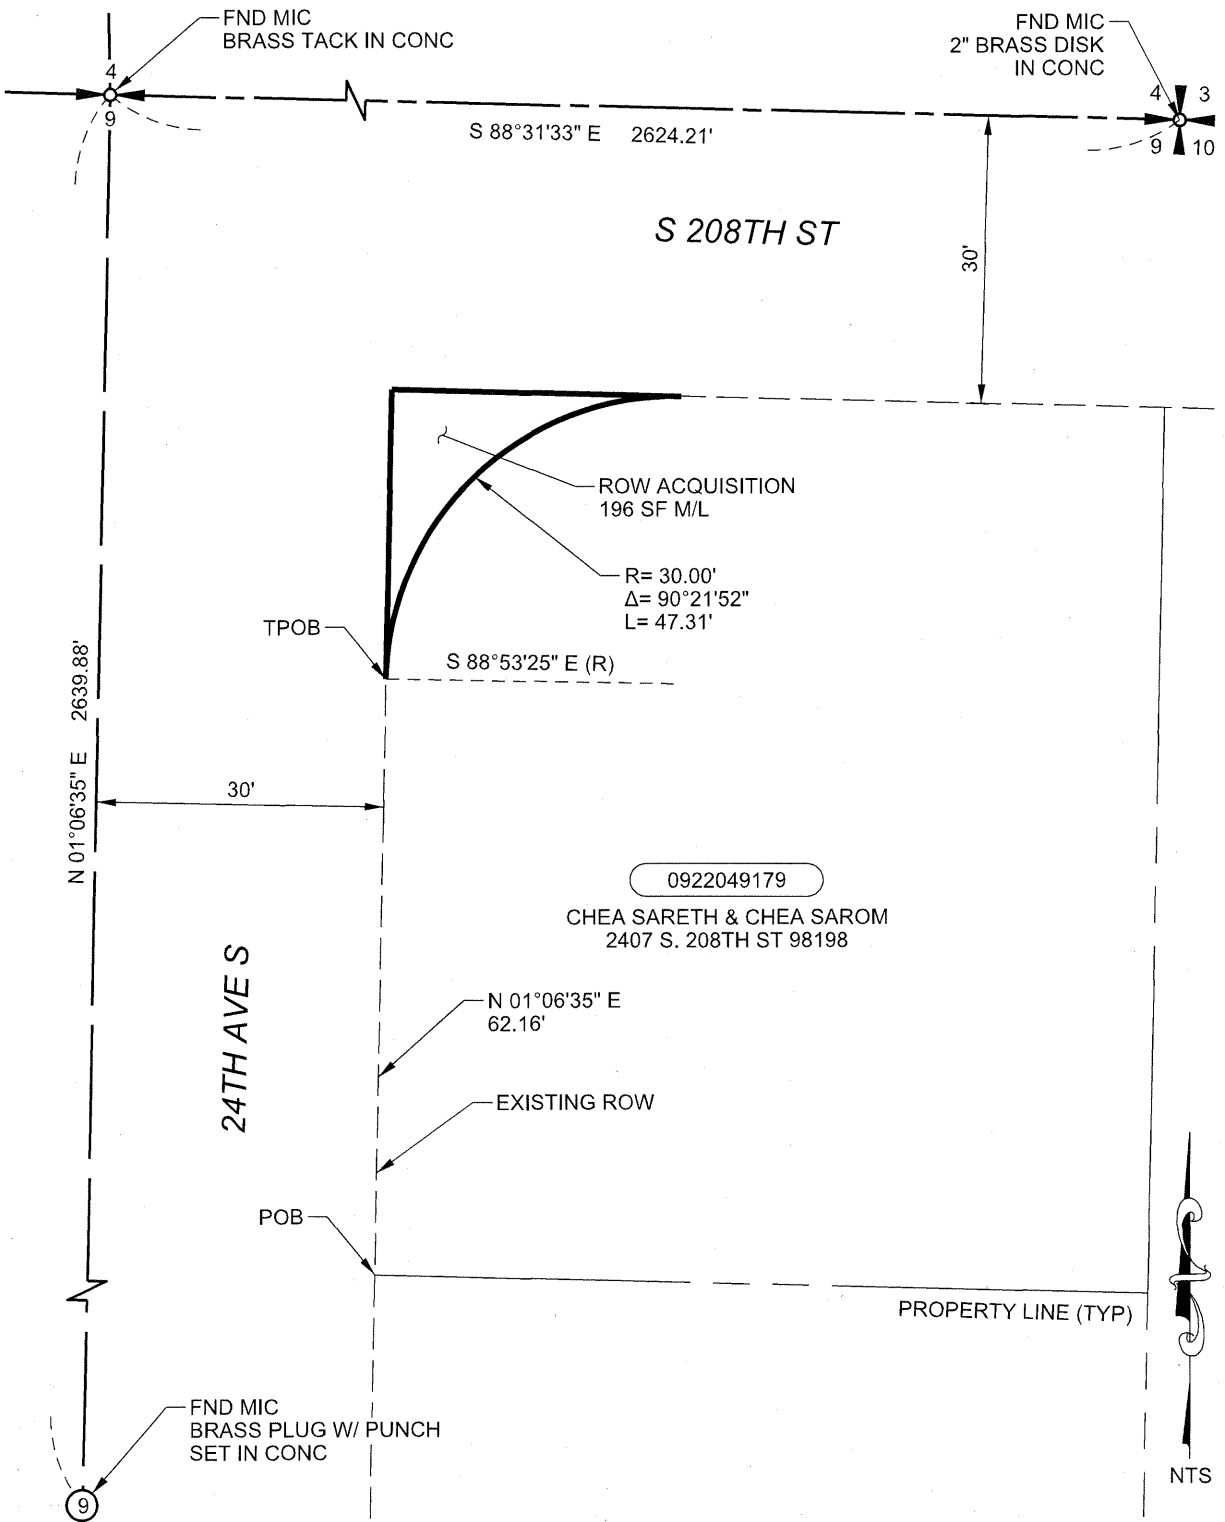 FND MIC
BRASS TACK IN CONC
FND MIC
2" BRASS DISK
IN CONC
4
9
4 3
9 10
S 88°31'33" E 2624.21'
S 208TH ST
30'
ROW ACQUISITION
196 SF M/L
R= 30.00'
Δ= 90°21'52"
L= 47.31'
TPOB
S 88°53'25" E (R)
N 01°06'35" E 2639.88'
30'
0922049179
CHEA SARETH & CHEA SAROM
2407 S. 208TH ST 98198
24TH AVE S
N 01°06'35" E
62.16'
EXISTING ROW
POB
PROPERTY LINE (TYP)
FND MIC
BRASS PLUG W/ PUNCH
SET IN CONC
9
NTS